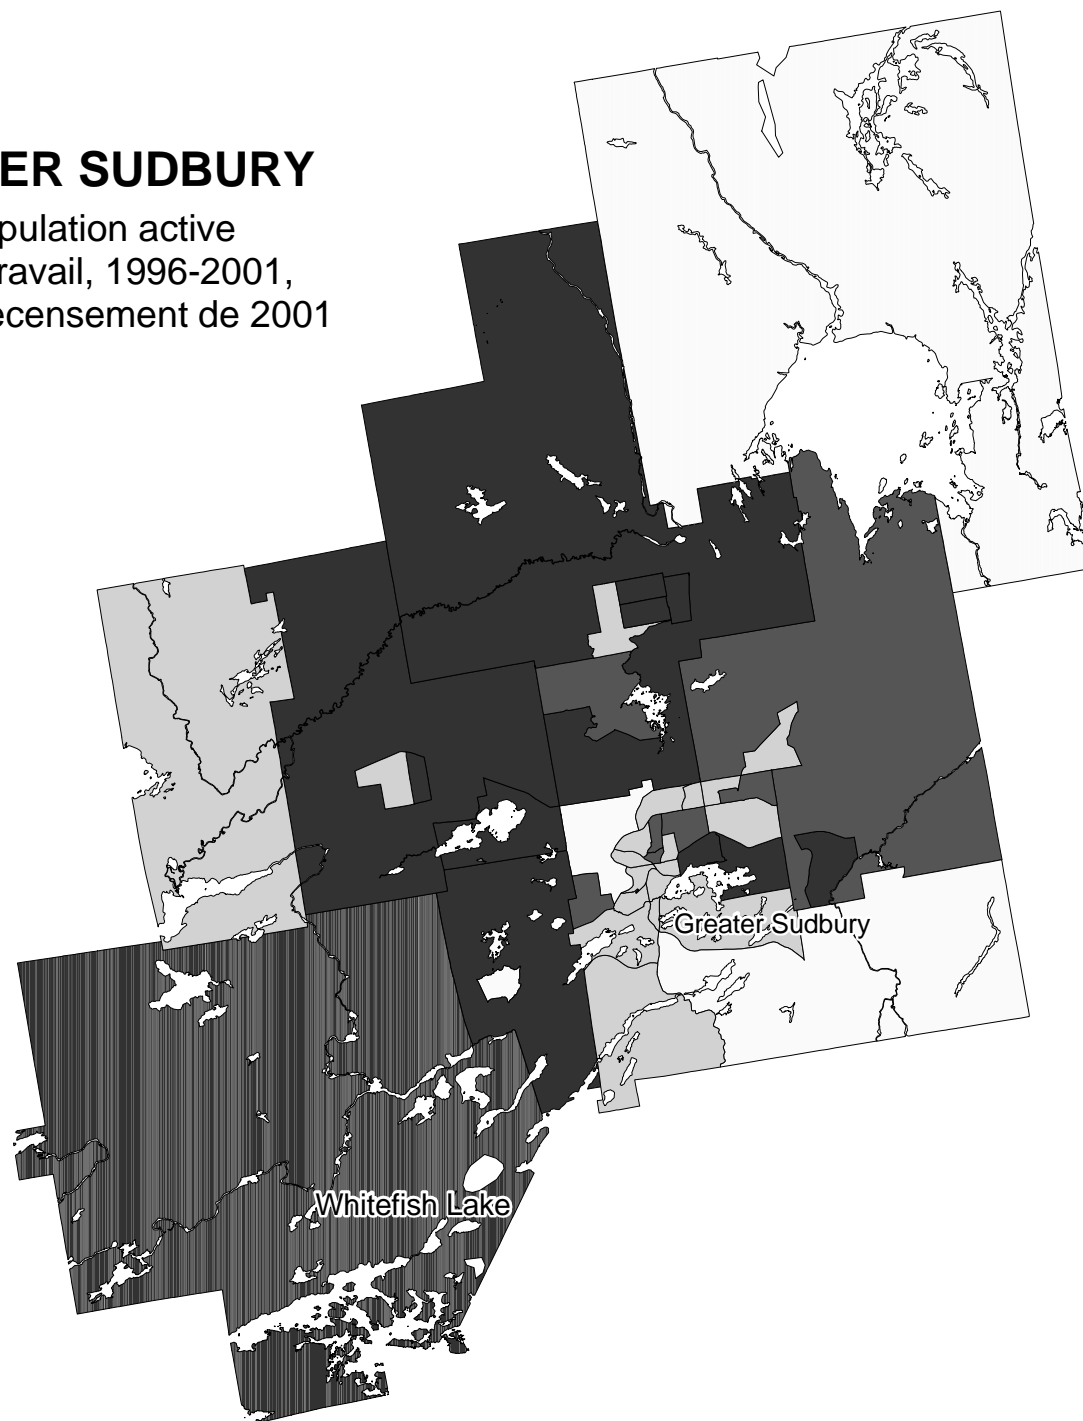 ER SUDBURY
pulation active
ravail, 1996-2001,
ecensement de 2001
Greater Sudbury
Whitefish Lake